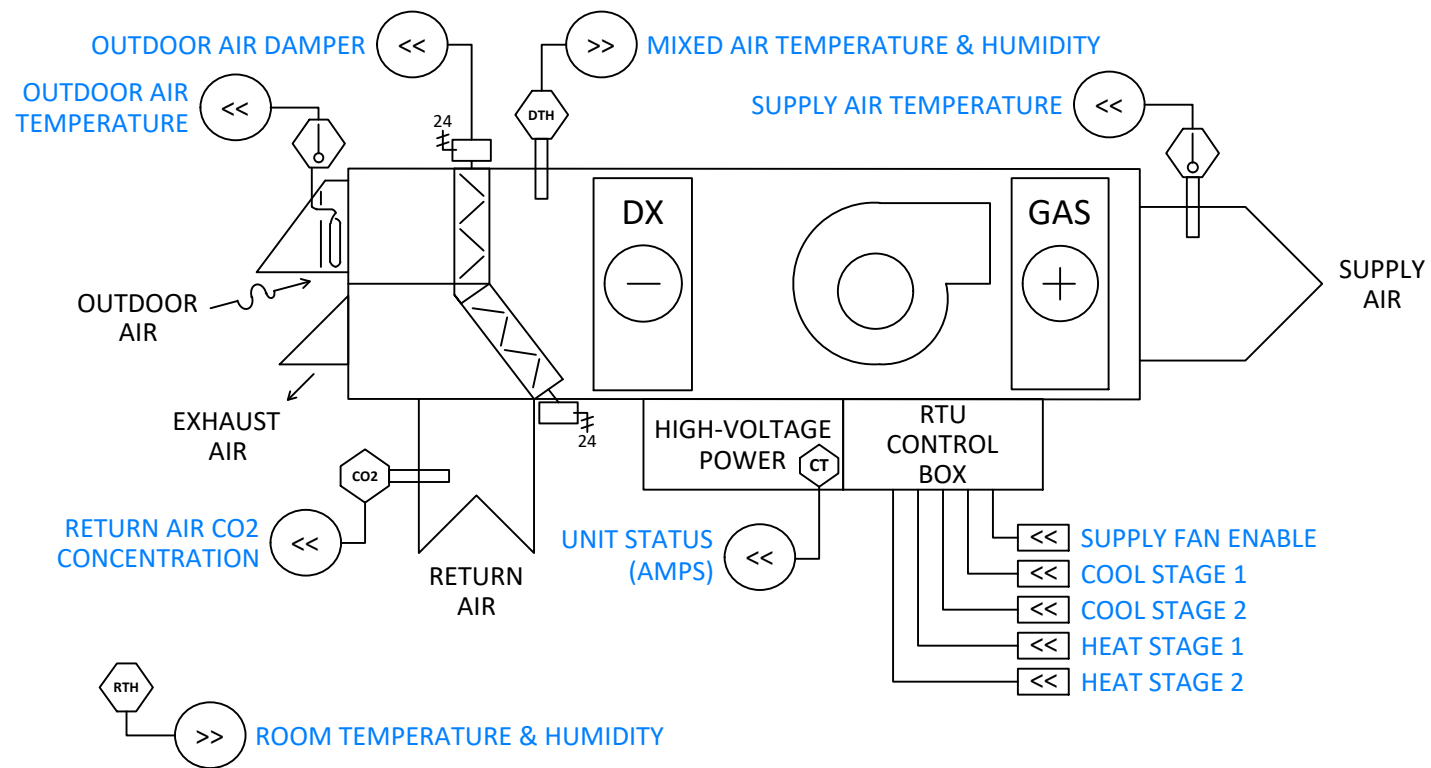 OUTDOOR AIR DAMPER
<<
>>
MIXED AIR TEMPERATURE & HUMIDITY
OUTDOOR AIR
TEMPERATURE
<<
SUPPLY AIR TEMPERATURE
<<
24
DTH
DX
GAS
OUTDOOR
AIR
SUPPLY
AIR
EXHAUST
AIR
24
HIGH-VOLTAGE
POWER
CT
RTU
CONTROL
BOX
CO2
RETURN AIR CO2
CONCENTRATION
<<
RETURN
AIR
UNIT STATUS
(AMPS)
<<
<< SUPPLY FAN ENABLE
<< COOL STAGE 1
<< COOL STAGE 2
<< HEAT STAGE 1
<< HEAT STAGE 2
RTH
>>
ROOM TEMPERATURE & HUMIDITY